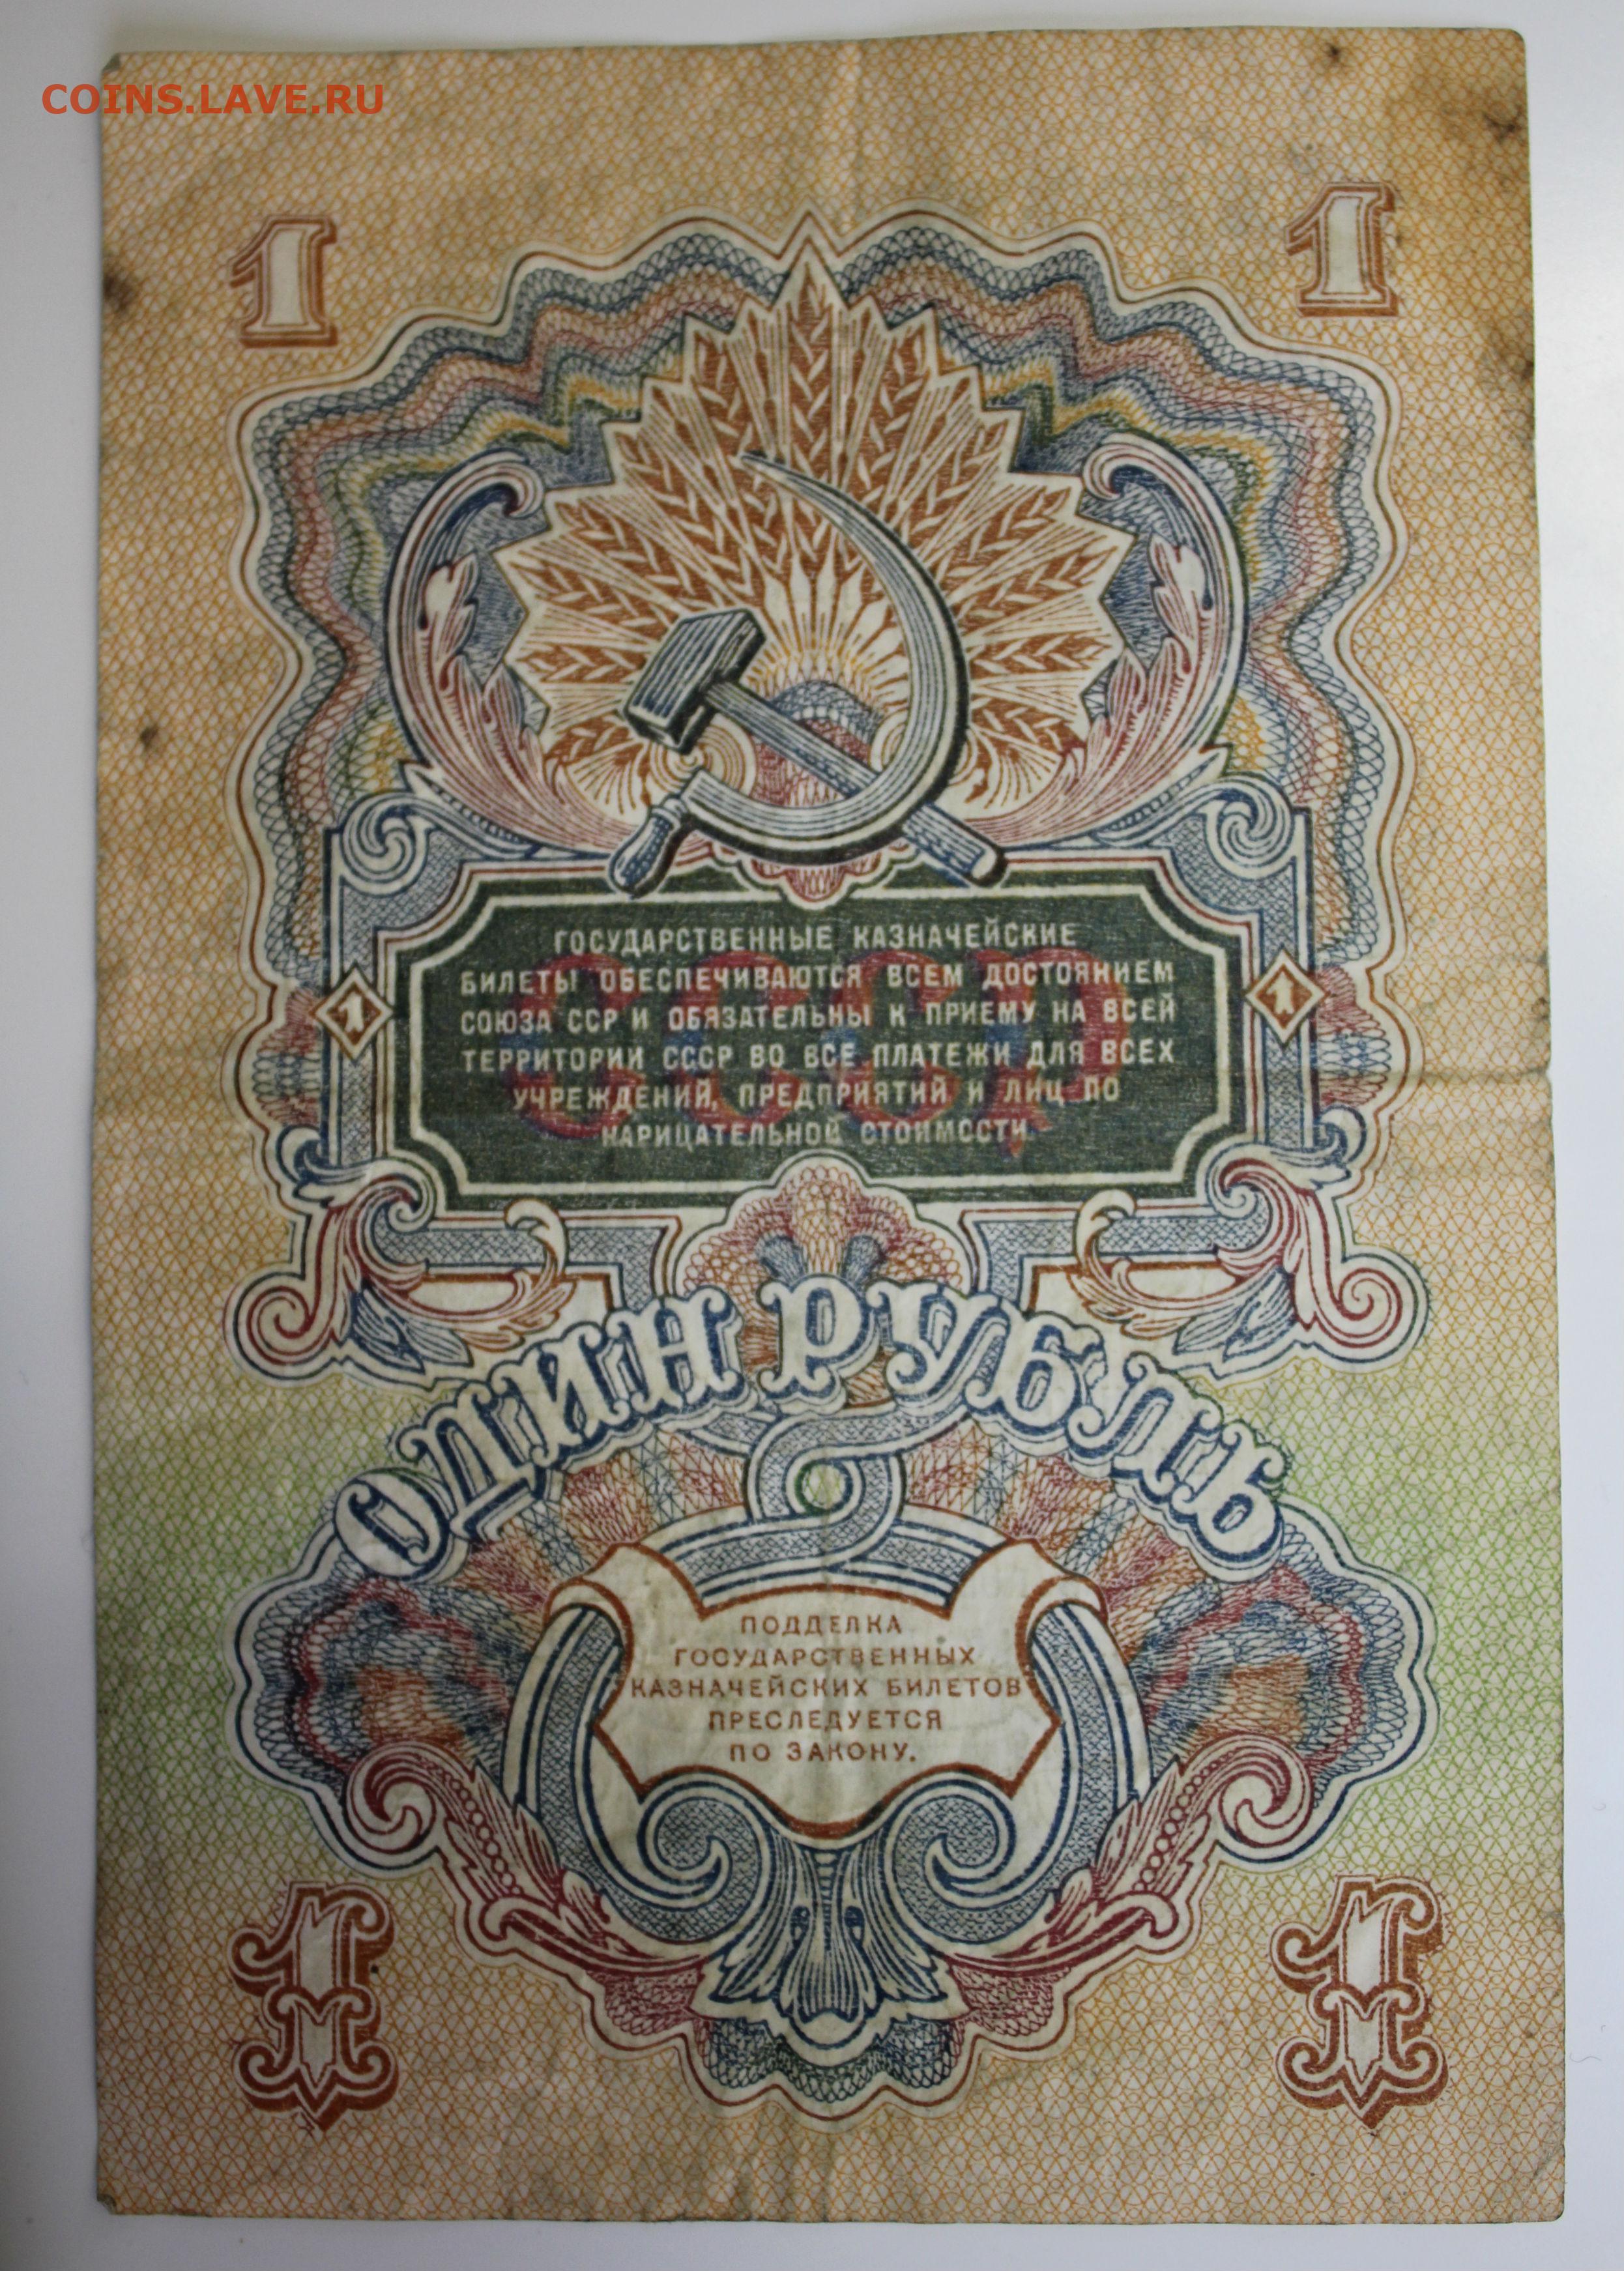 COINS.LAVE.RU
1 1
ГОСУДАРСТВЕННЫЕ КАЗНАЧЕЙСКИЕ
БИЛЕТЫ ОБЕСПЕЧИВАЮТСЯ ВСЕМ ДОСТОЯНИЕМ
СОЮЗА ССР И ОБЯЗАТЕЛЬНЫ К ПРИЕМУ НА ВСЕЙ
ТЕРРИТОРИИ СССР ВО ВСЕ ПЛАТЕЖИ ДЛЯ ВСЕХ
УЧРЕЖДЕНИЙ, ПРЕДПРИЯТИЙ И ЛИЦ ПО
НАРИЦАТЕЛЬНОЙ СТОИМОСТИ.
СССР
1 1
ОДИН РУБЛЬ
ПОДДЕЛКА
ГОСУДАРСТВЕННЫХ
КАЗНАЧЕЙСКИХ БИЛЕТОВ
ПРЕСЛЕДУЕТСЯ
ПО ЗАКОНУ.
1 1